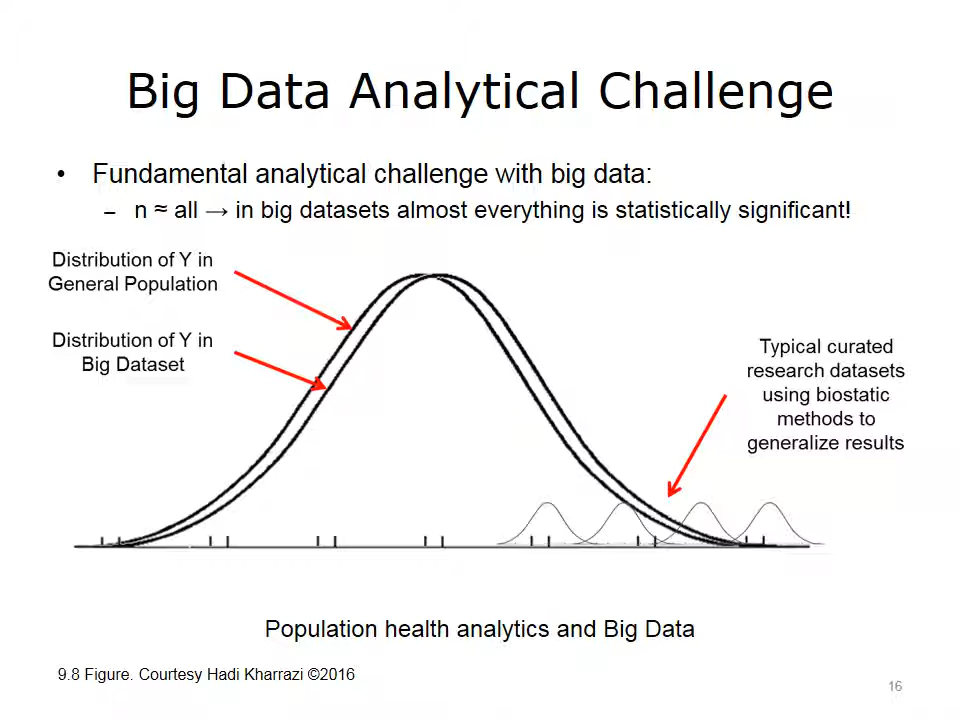 Big Data Analytical Challenge
• Fundamental analytical challenge with big data:
– n ≈ all → in big datasets almost everything is statistically significant!
Distribution of Y in
General Population
Distribution of Y in
Big Dataset
Typical curated
research datasets
using biostatic
methods to
generalize results
Population health analytics and Big Data
9.8 Figure. Courtesy Hadi Kharrazi ©2016
16